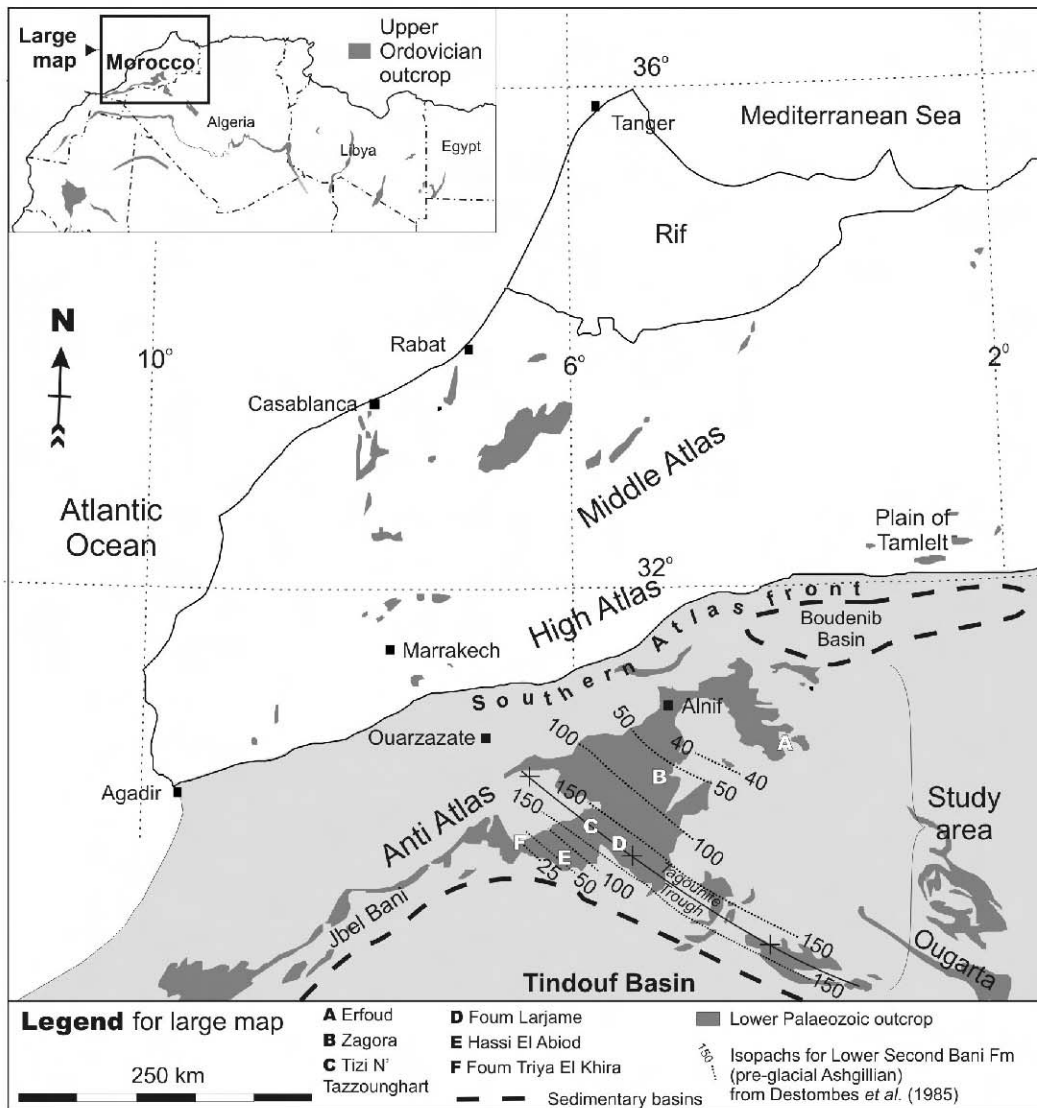 Large
map
Morocco
Upper
Ordovician
outcrop
Algeria
Libya
Egypt
36°
Tanger
Mediterranean Sea
Rif
N
10°
Rabat
6°
2⁰
Casablanca
Middle Atlas
Atlantic
Ocean
Plain of
Tamlelt
32°
High Atlas
Southern Atlas front
Boudenib
Basin
Marrakech
Alnif
Ouarzazate
50
100
40
A
40
B
50
Agadir
Anti Atlas
150
150
C
Study
area
F
D
100
E
25
50
100
Tagounite
Trough
Jbel Bani
150
150
Ougarta
Tindouf Basin
Legend for large map
250 km
A Erfoud
B Zagora
C Tizi N'
Tazzounghart
D Foum Larjame
E Hassi El Abiod
F Foum Triya El Khira
Sedimentary basins
Lower Palaeozoic outcrop
150
Isopachs for Lower Second Bani Fm
(pre-glacial Ashgillian)
from Destombes et al. (1985)